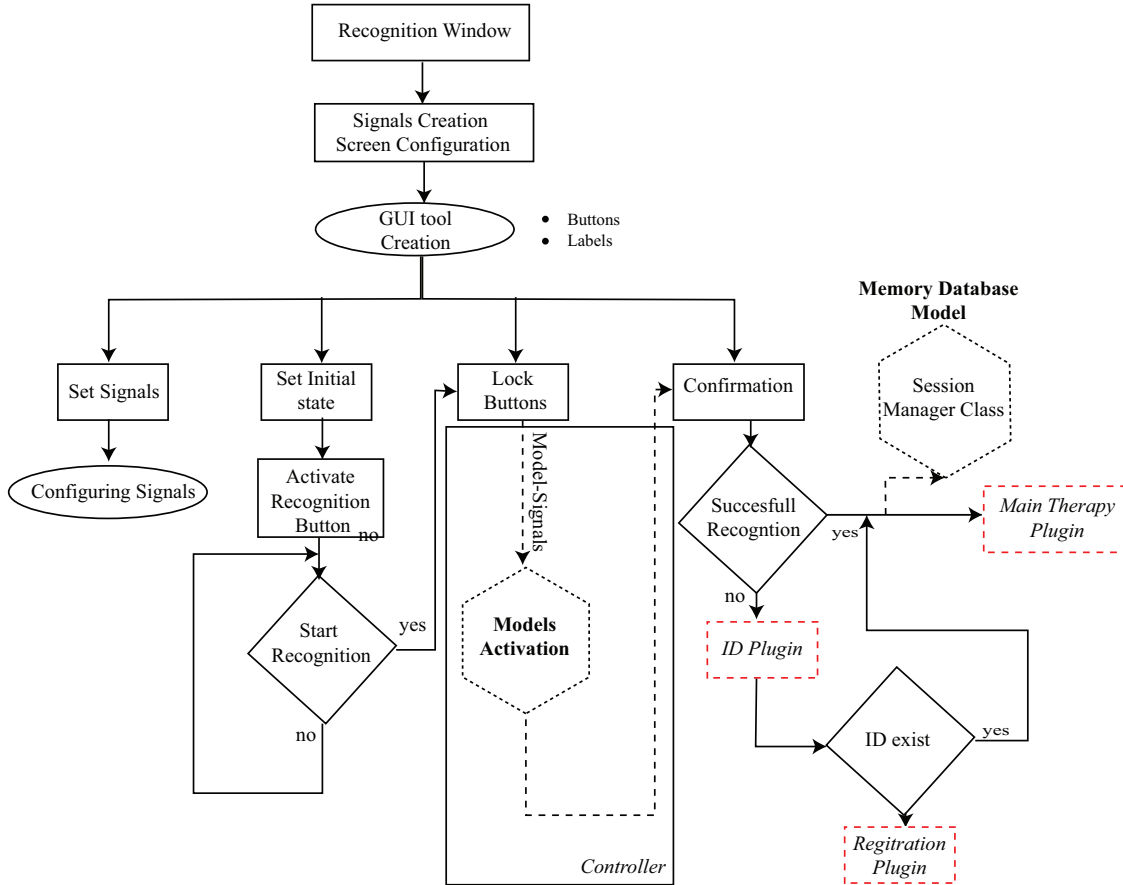 Recognition Window
Signals Creation
Screen Configuration
GUI tool
Creation
• Buttons
• Labels
Memory Database
Model
Session
Manager Class
Set Signals
Set Initial
state
Lock
Buttons
Confirmation
Configuring Signals
Activate
Recognition
Button
no
Model-Signals
Succesfull
Recogntion
yes
Main Therapy
Plugin
no
Start
Recognition
yes
no
Models
Activation
ID Plugin
ID exist
yes
Regitration
Plugin
Controller